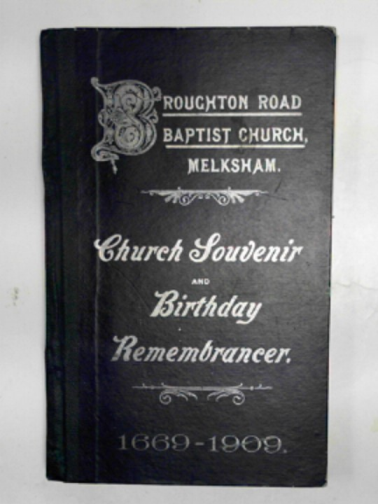 BROUGHTON ROAD
BAPTIST CHURCH,
MELKSHAM.
Church Souvenir
AND
Birthday
Remembrancer.
1669-1909.